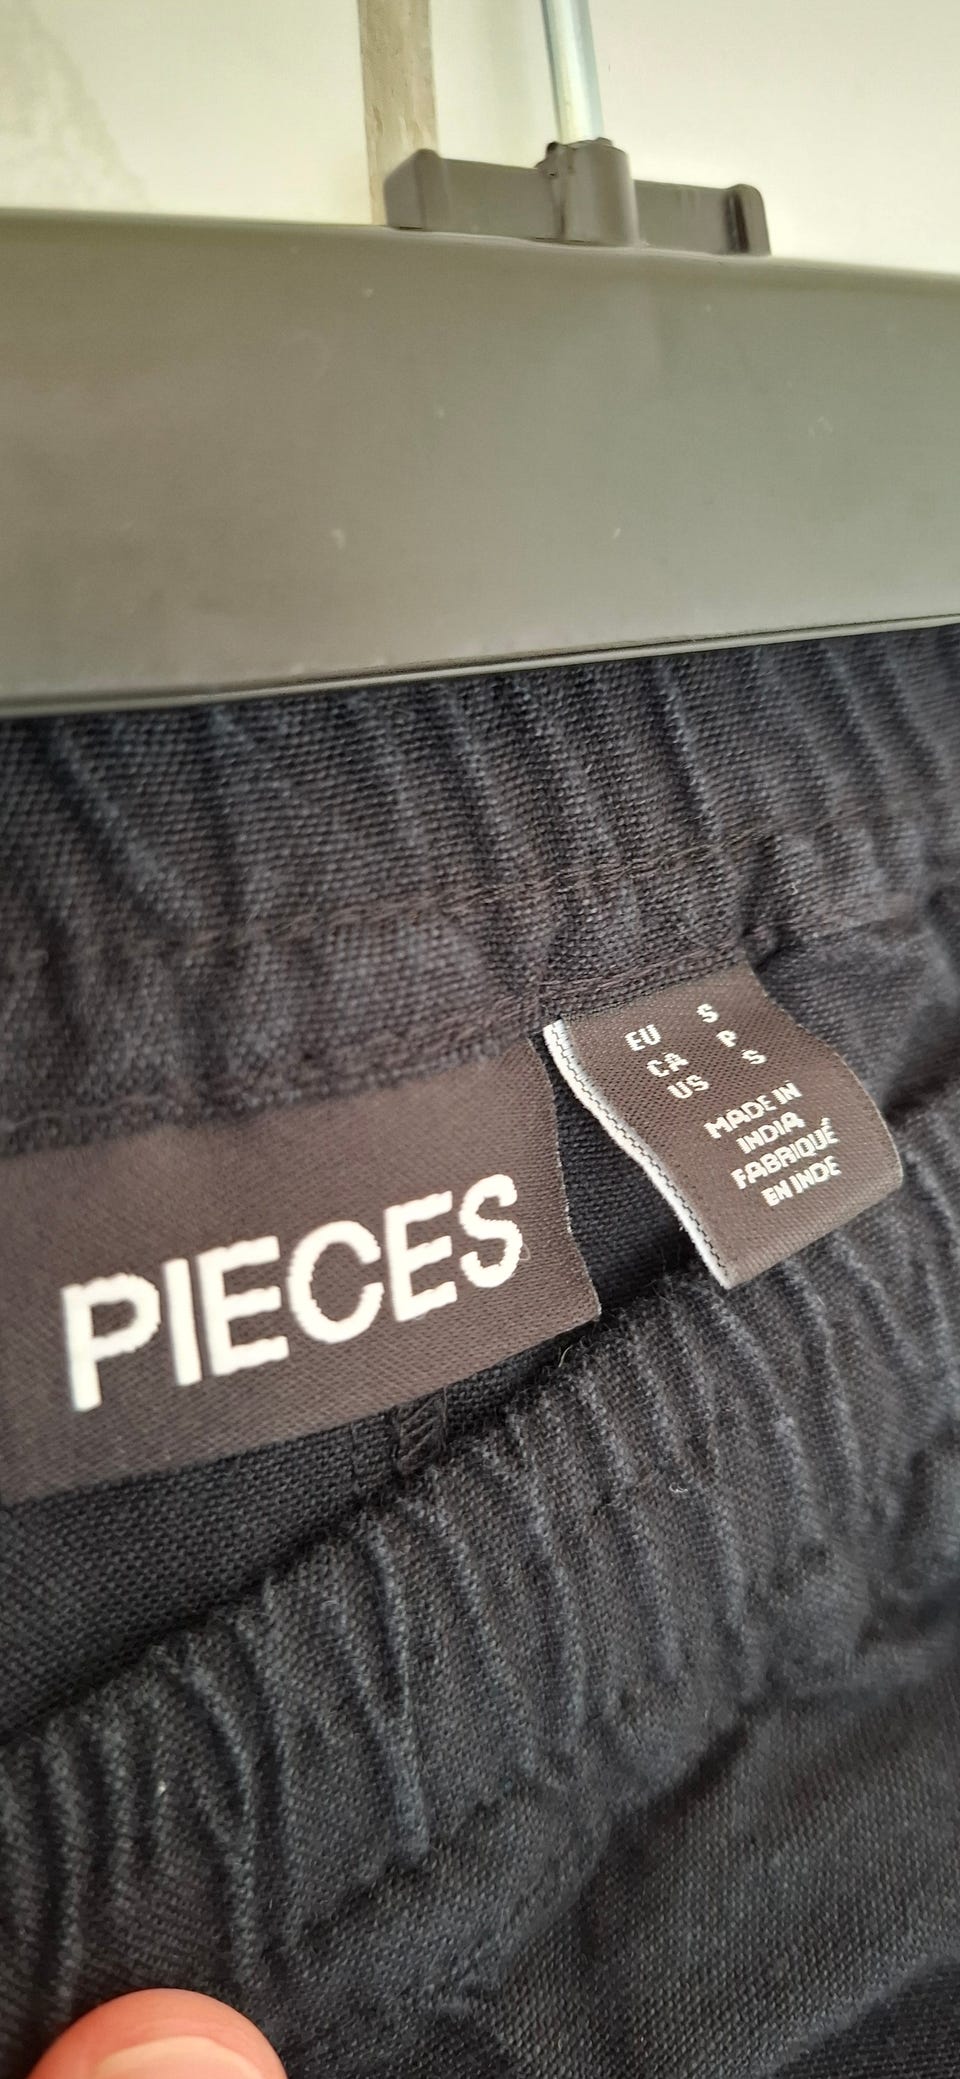 PIECES
EU S
CA P
US S
MADE IN
INDIA
FABRIQUÉ
EN INDE